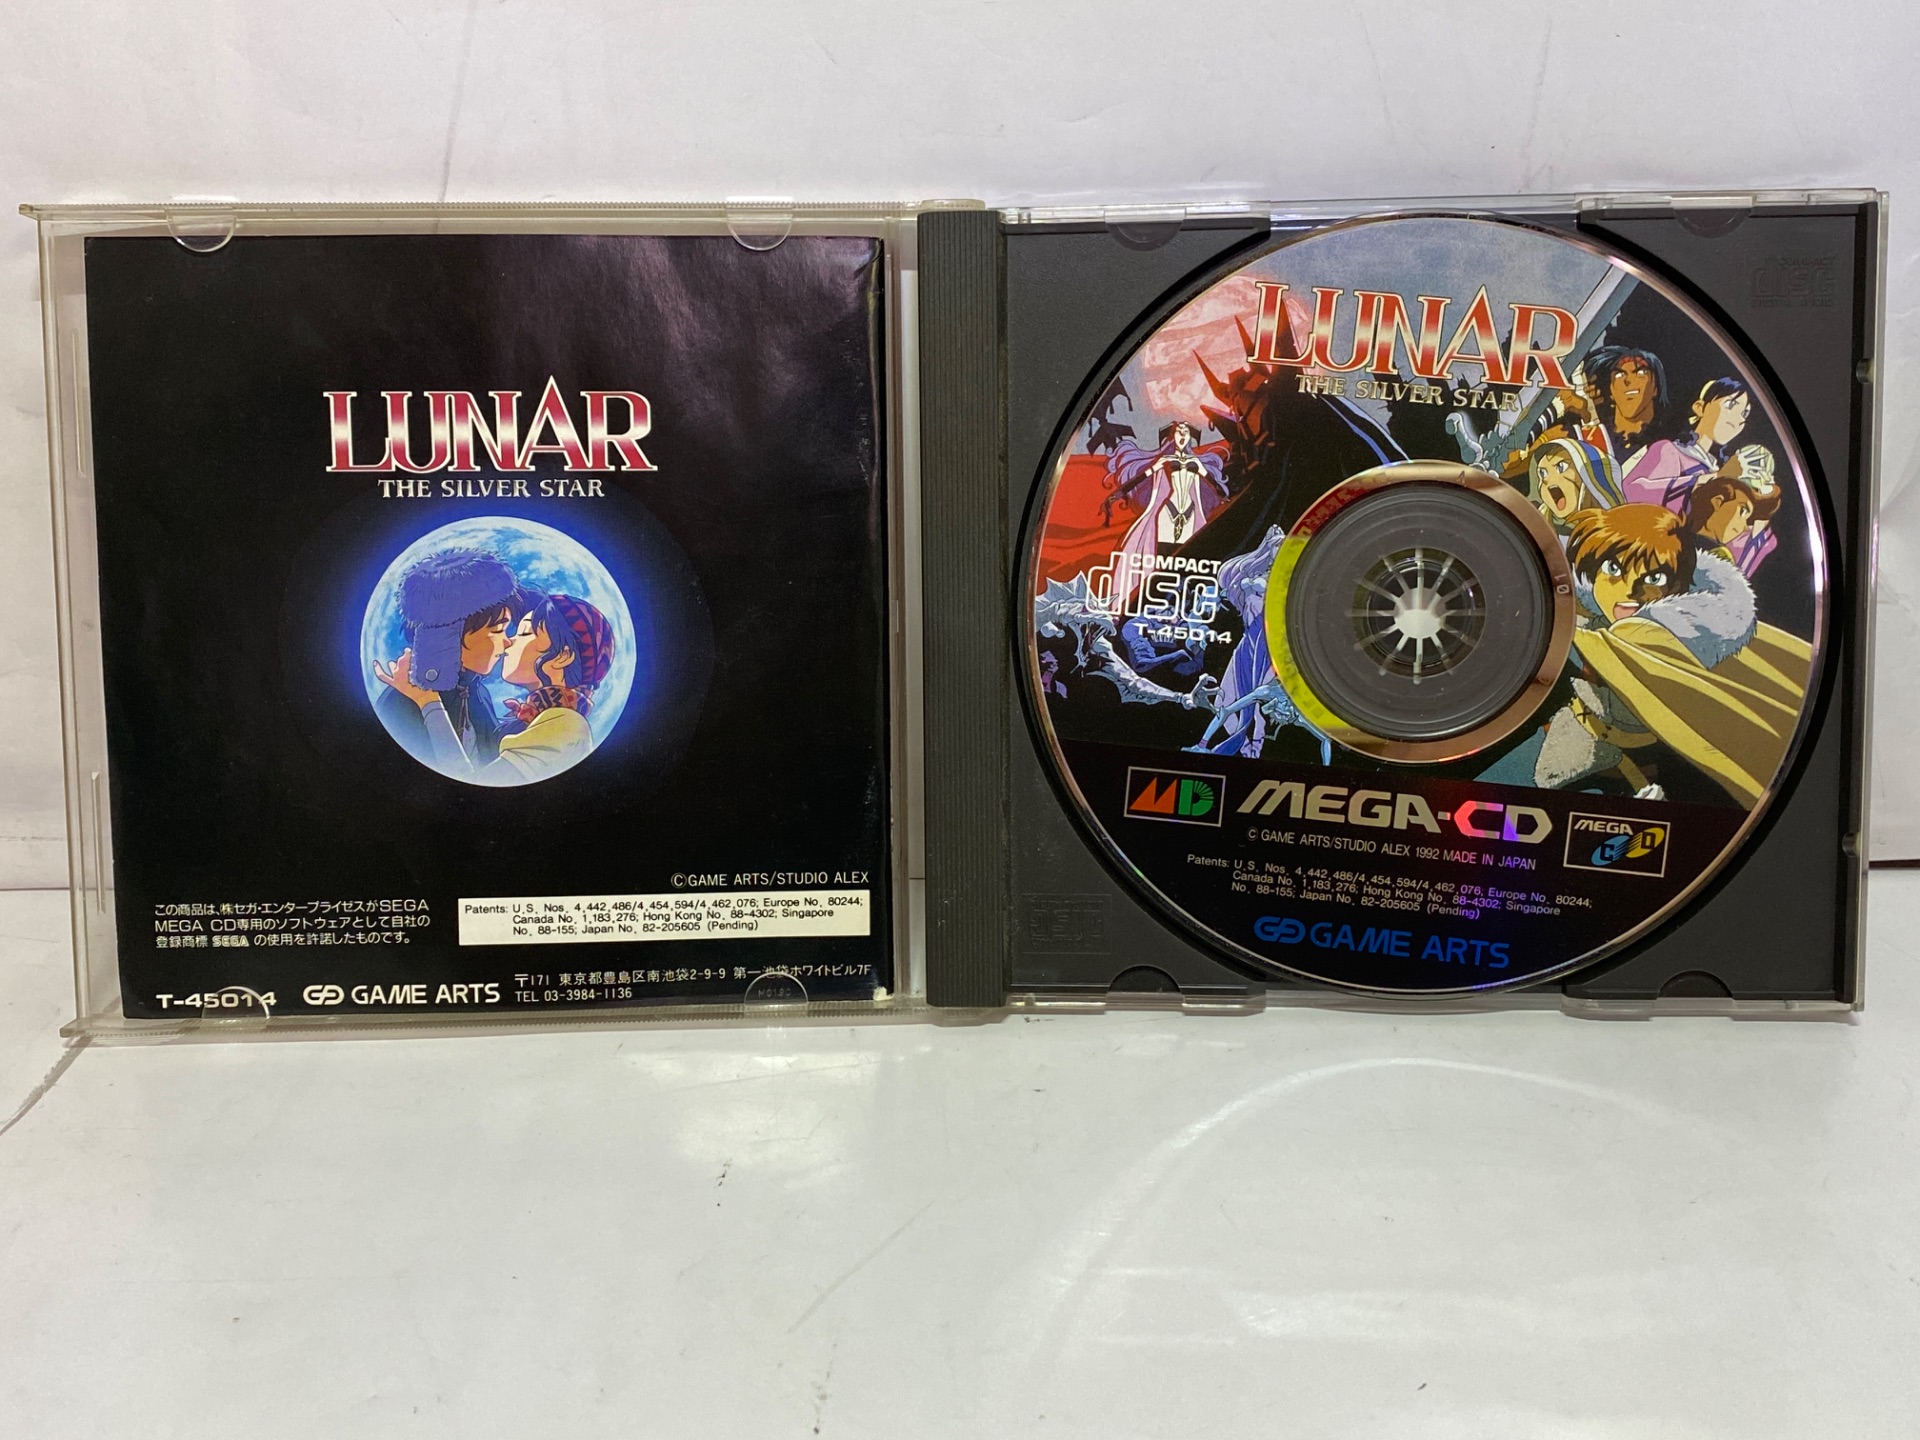 LUNAR
THE SILVER STAR
©GAME ARTS/STUDIO ALEX
この商品は、㈱セガ・エンタープライゼスがSEGA
MEGA CD専用のソフトウェアとして自社の
登録商標 SEGA の使用を許諾したものです。
Patents: U.S. Nos. 4,442,486/4,454,594/4,462,076; Europe No. 80244;
Canada No. 1,183,276; Hong Kong No. 88-4302; Singapore
No. 88-155; Japan No. 82-205605 (Pending)
T-45014
GAME ARTS
〒171 東京都豊島区南池袋2-9-9 第一池袋ホワイトビル7F
TEL 03-3984-1136
LUNAR
THE SILVER STAR
COMPACT
disc
T-45014
MD
MEGA-CD
MEGA
CD
© GAME ARTS/STUDIO ALEX 1992 MADE IN JAPAN
Patents: U.S. Nos. 4,442,486/4,454,594/4,462,076; Europe No. 80244;
Canada No. 1,183,276; Hong Kong No. 88-4302; Singapore
No. 88-155, Japan No. 82-205605 (Pending)
GAME ARTS